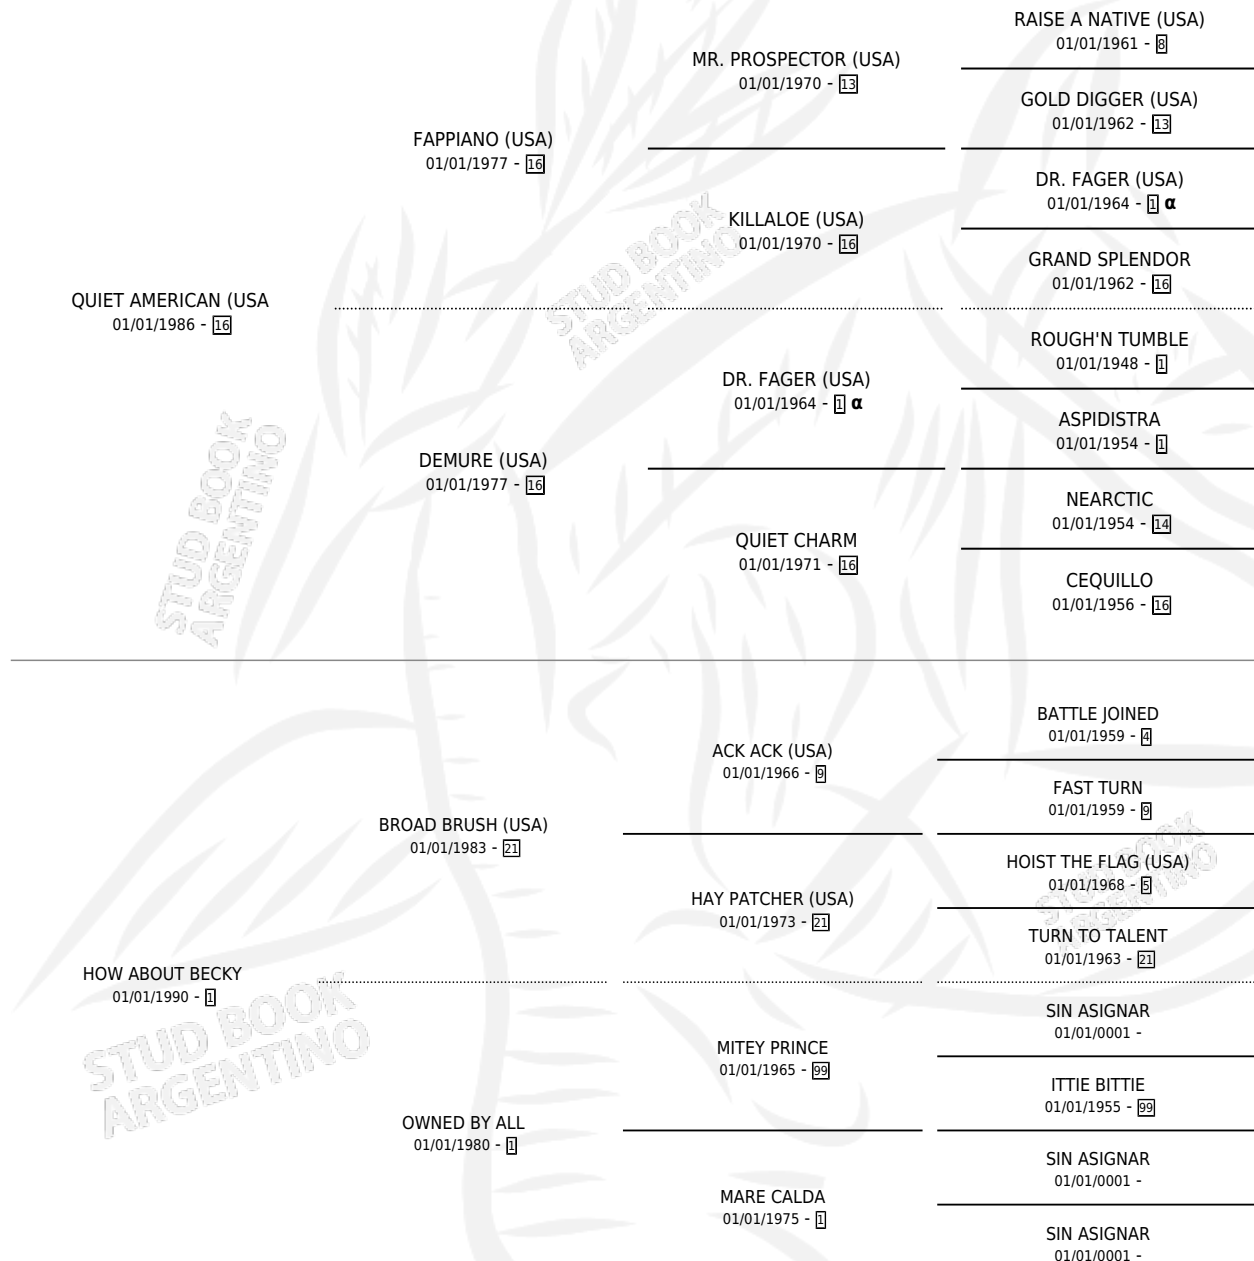 RAISE A NATIVE (USA)
01/01/1961 - 8
MR. PROSPECTOR (USA)
01/01/1970 - 13
GOLD DIGGER (USA)
01/01/1962 - 13
FAPPIANO (USA)
01/01/1977 - 16
DR. FAGER (USA)
01/01/1964 - 1 α
KILLALOE (USA)
01/01/1970 - 16
GRAND SPLENDOR
01/01/1962 - 16
QUIET AMERICAN (USA
01/01/1986 - 16
ROUGH'N TUMBLE
01/01/1948 - 1
DR. FAGER (USA)
01/01/1964 - 1 α
ASPIDISTRA
01/01/1954 - 1
DEMURE (USA)
01/01/1977 - 16
NEARCTIC
01/01/1954 - 14
QUIET CHARM
01/01/1971 - 16
CEQUILLO
01/01/1956 - 16
BATTLE JOINED
01/01/1959 - 4
ACK ACK (USA)
01/01/1966 - 9
FAST TURN
01/01/1959 - 9
BROAD BRUSH (USA)
01/01/1983 - 21
HOIST THE FLAG (USA)
01/01/1968 - 5
HAY PATCHER (USA)
01/01/1973 - 21
TURN TO TALENT
01/01/1963 - 21
HOW ABOUT BECKY
01/01/1990 - 1
SIN ASIGNAR
01/01/0001 -
MITEY PRINCE
01/01/1965 - 99
ITTIE BITTIE
01/01/1955 - 99
OWNED BY ALL
01/01/1980 - 1
SIN ASIGNAR
01/01/0001 -
MARE CALDA
01/01/1975 - 1
SIN ASIGNAR
01/01/0001 -
STUD BOOK
ARGENTINO
STUD BOOK
ARGENTINO
STUD BOOK
ARGENTINO
STUD BOOK
ARGENTINO